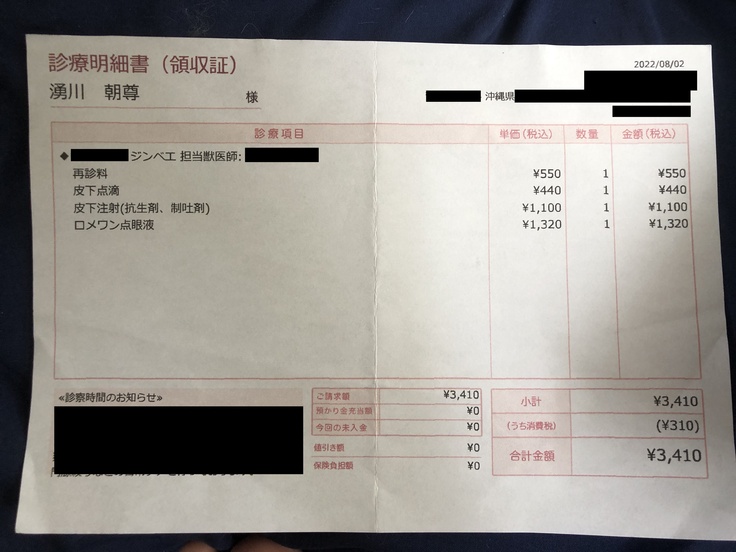 診療明細書（領収証）
2022/08/02
湧川 朝尊 様
沖縄県
診療項目 単価(税込) 数量 金額(税込)
◆ ジンベエ 担当獣医師:
再診料 ¥550 1 ¥550
皮下点滴 ¥440 1 ¥440
皮下注射(抗生剤、制吐剤) ¥1,100 1 ¥1,100
ロメワン点眼液 ¥1,320 1 ¥1,320
≪診察時間のお知らせ≫
ご請求額 ¥3,410
預かり金充当額 ¥0
今回の未入金 ¥0
値引き額 ¥0
保険負担額 ¥0
小計 ¥3,410
(うち消費税) (¥310)
合計金額 ¥3,410